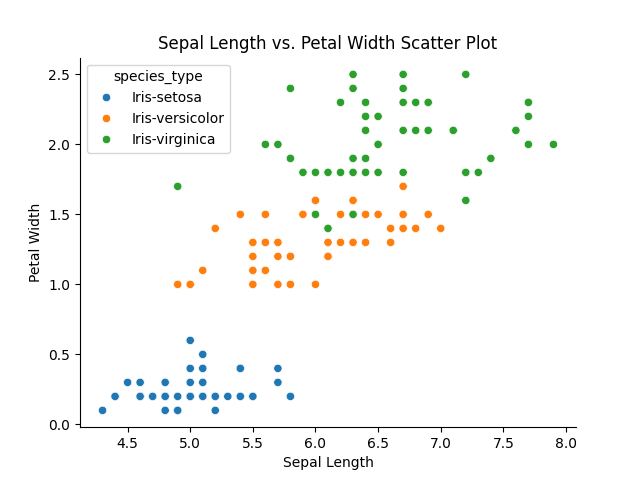 Sepal Length vs. Petal Width Scatter Plot
species_type
Iris-setosa
Iris-versicolor
Iris-virginica
Petal Width
2.5
2.0
1.5
1.0
0.5
0.0
4.5 5.0 5.5 6.0 6.5 7.0 7.5 8.0
Sepal Length